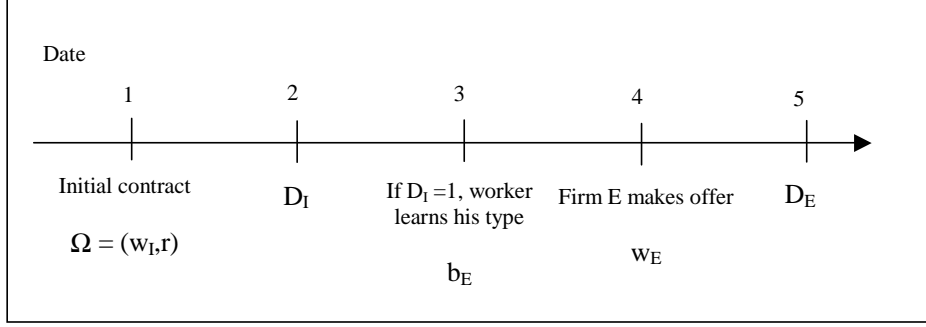 Date
1 2 3 4 5
Initial contract
D_I
If D_I =1, worker
learns his type
Firm E makes offer
D_E
Ω = (w_I,r)
b_E
w_E